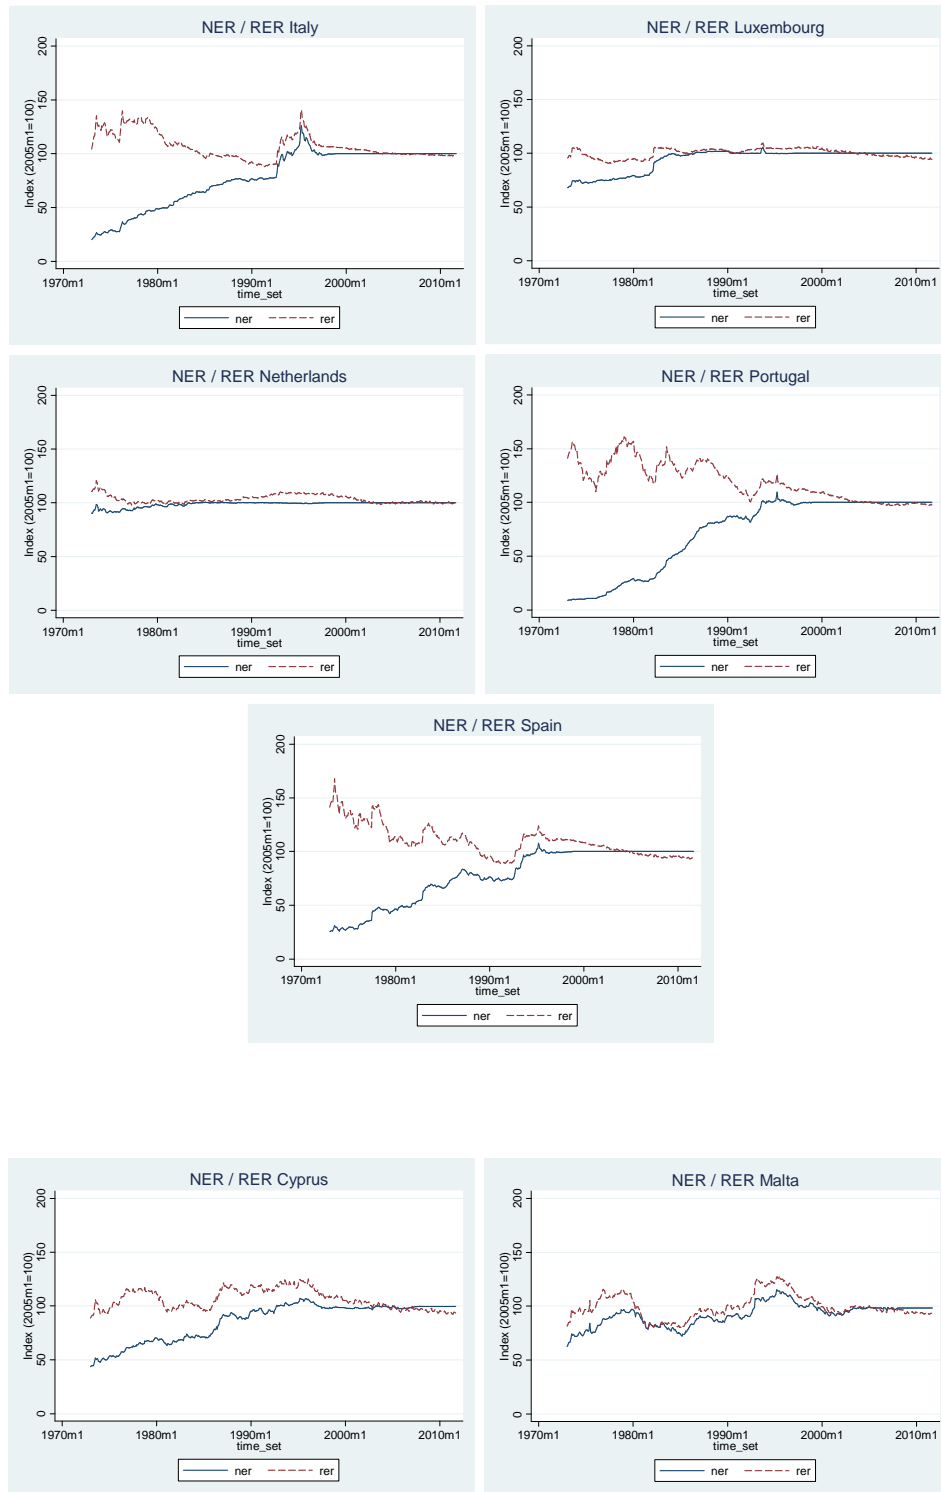 NER / RER Italy
Index (2005m1=100)
200
150
100
50
0
1970m1 1980m1 1990m1 2000m1 2010m1
time_set
ner rer
NER / RER Luxembourg
Index (2005m1=100)
200
150
100
50
0
1970m1 1980m1 1990m1 2000m1 2010m1
time_set
ner rer
NER / RER Netherlands
Index (2005m1=100)
200
150
100
50
0
1970m1 1980m1 1990m1 2000m1 2010m1
time_set
ner rer
NER / RER Portugal
Index (2005m1=100)
200
150
100
50
0
1970m1 1980m1 1990m1 2000m1 2010m1
time_set
ner rer
NER / RER Spain
Index (2005m1=100)
200
150
100
50
0
1970m1 1980m1 1990m1 2000m1 2010m1
time_set
ner rer
NER / RER Cyprus
Index (2005m1=100)
200
150
100
50
0
1970m1 1980m1 1990m1 2000m1 2010m1
time_set
ner rer
NER / RER Malta
Index (2005m1=100)
200
150
100
50
0
1970m1 1980m1 1990m1 2000m1 2010m1
time_set
ner rer